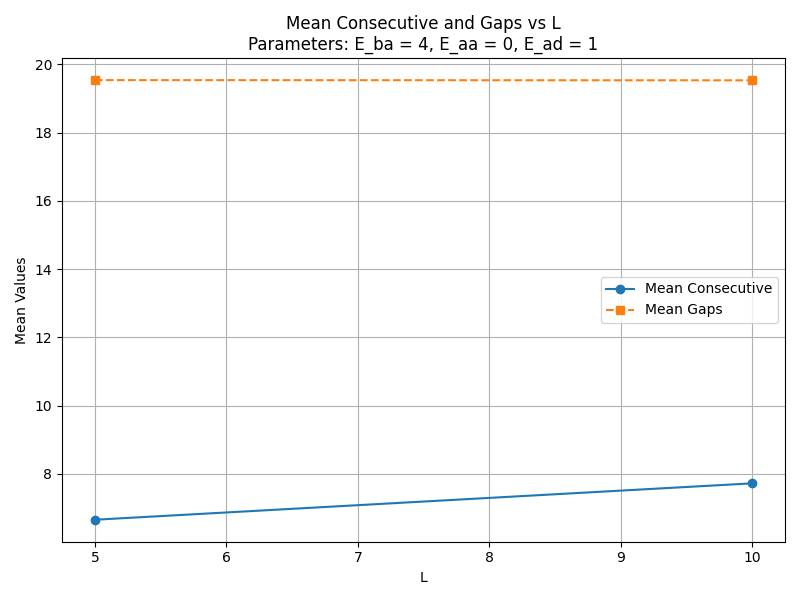 Mean Consecutive and Gaps vs L
Parameters: E_ba = 4, E_aa = 0, E_ad = 1
20
18
16
14
12
10
8
Mean Values
Mean Consecutive
Mean Gaps
5 6 7 8 9 10
L